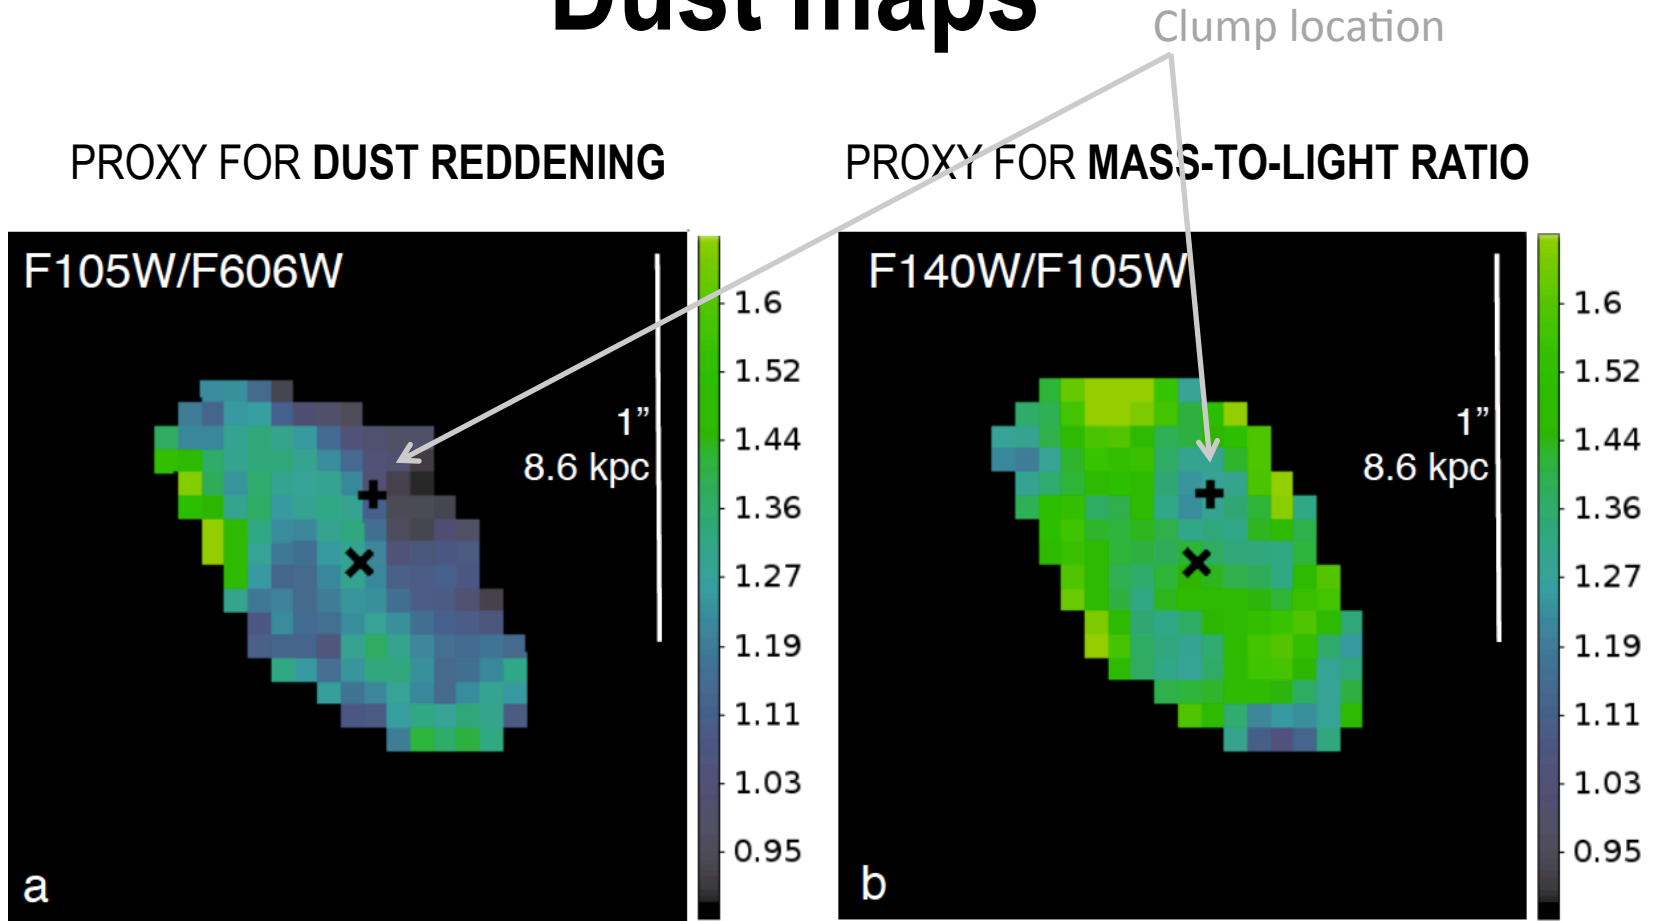 Dust maps
Clump location
PROXY FOR DUST REDDENING
PROXY FOR MASS-TO-LIGHT RATIO
F105W/F606W
1”
8.6 kpc
a
1.6
1.52
1.44
1.36
1.27
1.19
1.11
1.03
0.95
F140W/F105W
1”
8.6 kpc
b
1.6
1.52
1.44
1.36
1.27
1.19
1.11
1.03
0.95